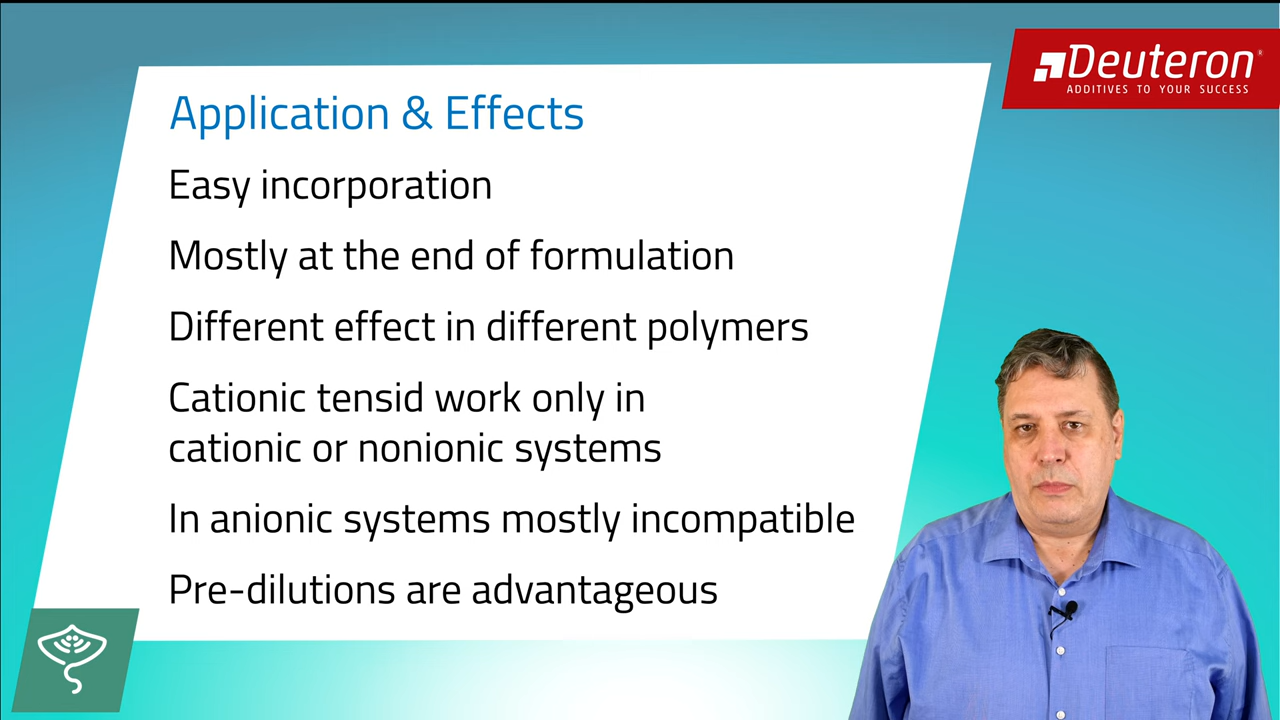 Deuteron®
ADDITIVES TO YOUR SUCCESS
Application & Effects
Easy incorporation
Mostly at the end of formulation
Different effect in different polymers
Cationic tensid work only in
cationic or nonionic systems
In anionic systems mostly incompatible
Pre-dilutions are advantageous